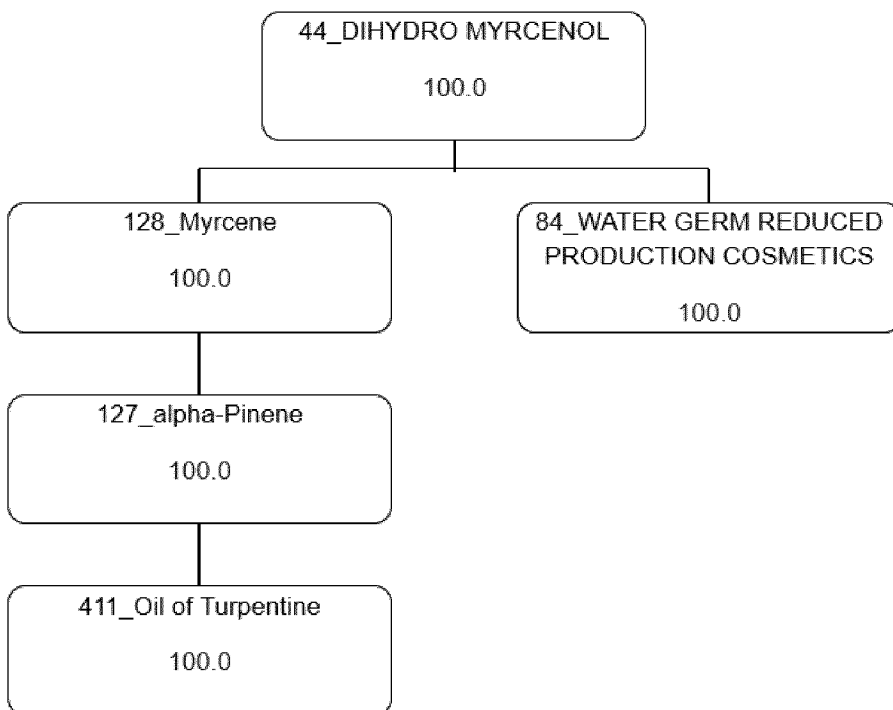 44_DIHYDRO MYRCENOL
100.0
128_Myrcene
100.0
84_WATER GERM REDUCED
PRODUCTION COSMETICS
100.0
127_alpha-Pinene
100.0
411_Oil of Turpentine
100.0